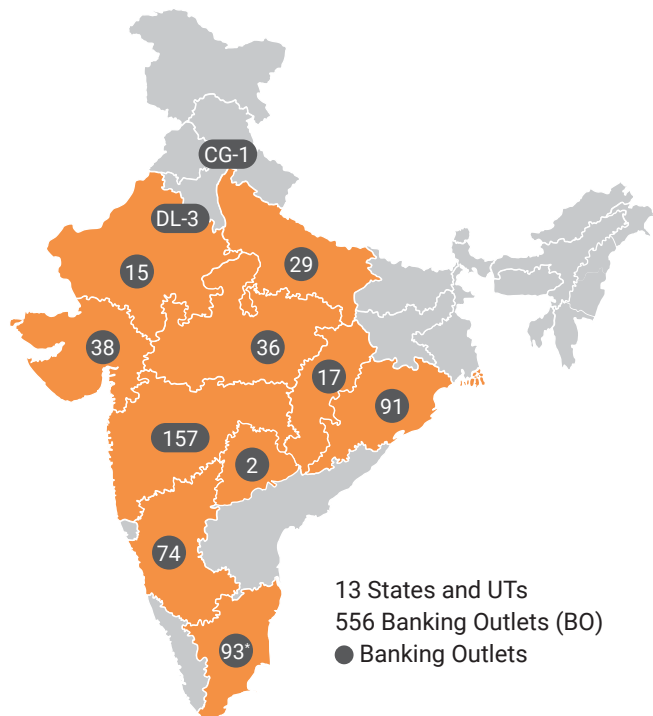 CG-1
DL-3
15
29
38
36
17
91
157
2
74
93*
13 States and UTs
556 Banking Outlets (BO)
Banking Outlets